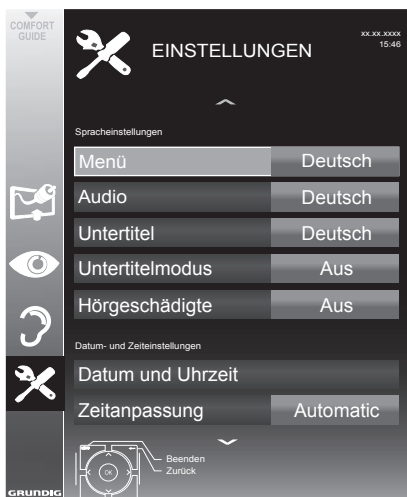 COMFORT
GUIDE
EINSTELLUNGEN
xx.xx.xxxx
15:46
Spracheinstellungen
Menü Deutsch
Audio Deutsch
Untertitel Deutsch
Untertitelmodus Aus
Hörgeschädigte Aus
Datum- und Zeiteinstellungen
Datum und Uhrzeit
Zeitanpassung Automatic
Beenden
Zurück
OK
GRUNDIG